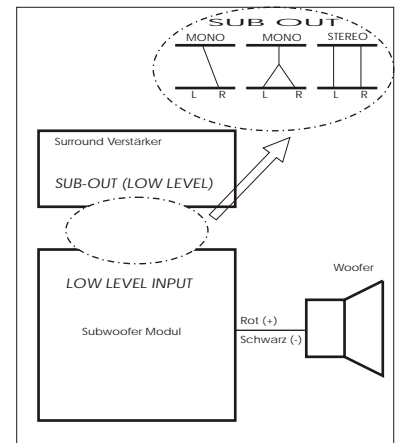 SUB OUT
MONO MONO STEREO
L R L R L R
Surround Verstärker
SUB-OUT (LOW LEVEL)
LOW LEVEL INPUT
Woofer
Subwoofer Modul
Rot (+)
Schwarz (-)